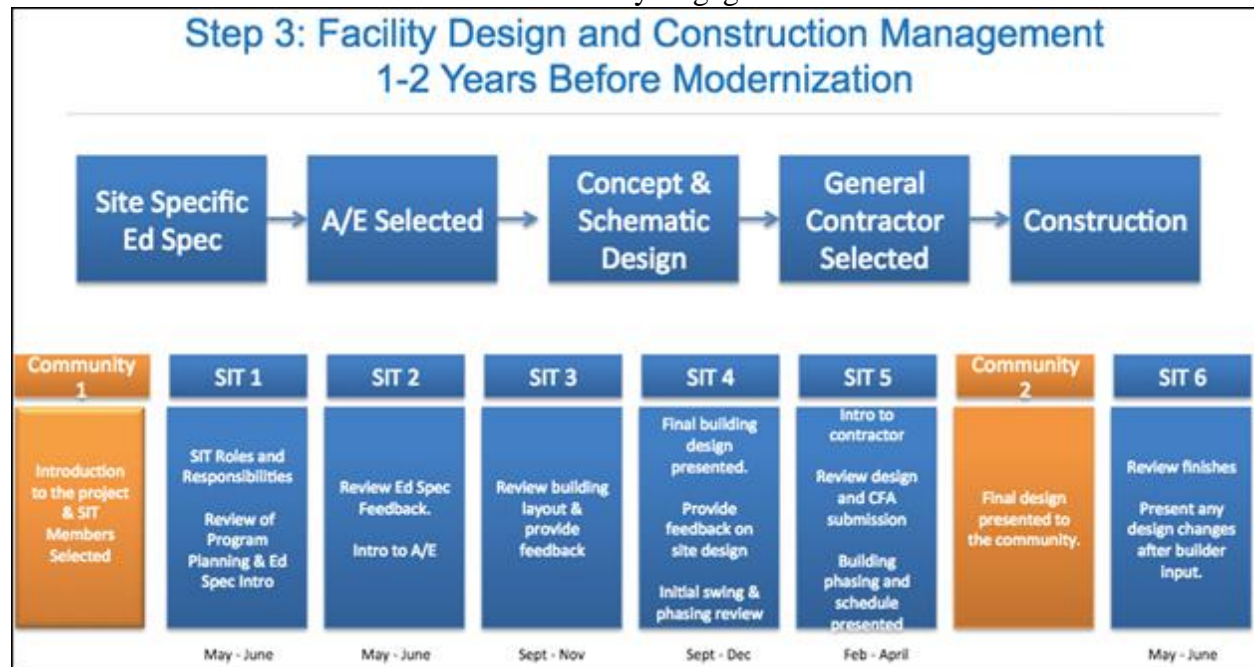 Step 3: Facility Design and Construction Management
1-2 Years Before Modernization
Site Specific
Ed Spec
A/E Selected
Concept &
Schematic
Design
General
Contractor
Selected
Construction
Community
1
Introduction
to the project
& SIT
Members
Selected
SIT 1
SIT Roles and
Responsibilities
Review of
Program
Planning & Ed
Spec Intro
May - June
SIT 2
Review Ed Spec
Feedback.
Intro to A/E
May - June
SIT 3
Review building
layout &
provide
feedback
Sept - Nov
SIT 4
Final building
design
presented.
Provide
feedback on
site design
Initial swing &
phasing review
Sept - Dec
SIT 5
Intro to
contractor
Review design
and CFA
submission
Building
phasing and
schedule
presented
Feb - April
Community
2
Final design
presented to
the community.
SIT 6
Review finishes
Present any
design changes
after builder
input.
May - June